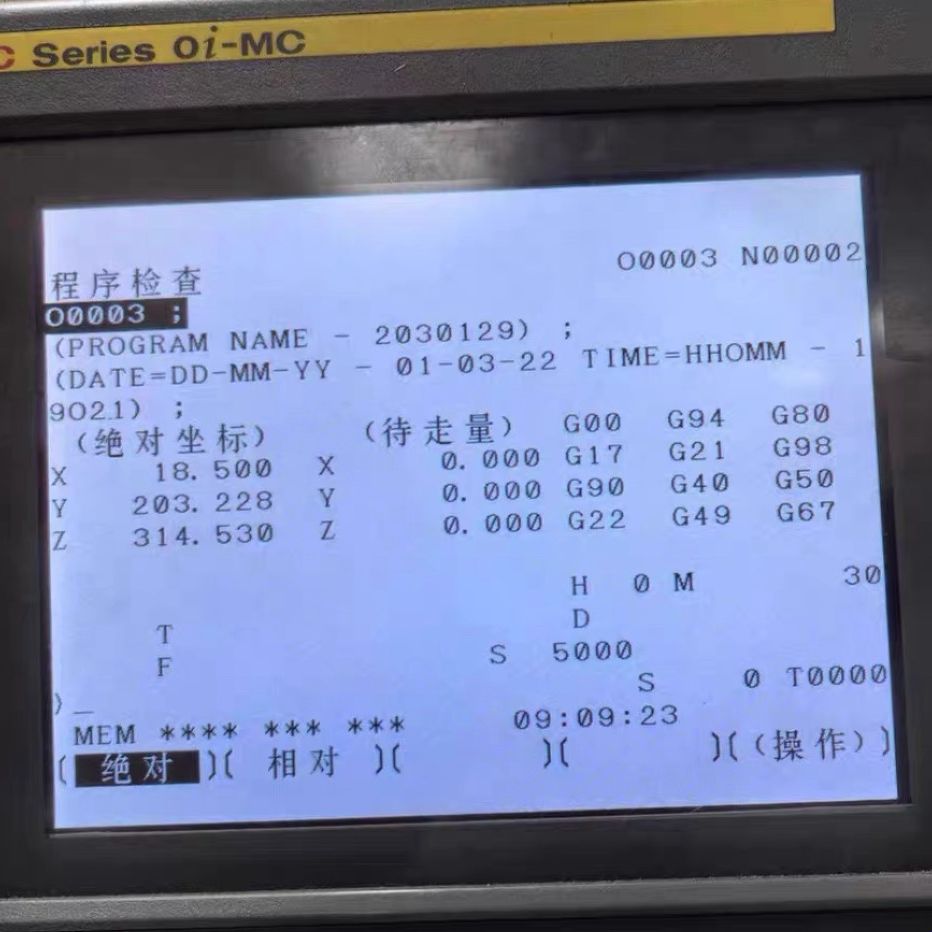 C Series 0i-MC
程序检查 O0003 N00002
O0003 ;
(PROGRAM NAME - 2030129) ;
(DATE=DD-MM-YY - 01-03-22 TIME=HHOMM - 1
9021) ;
(绝对坐标) (待走量) G00 G94 G80
X 18.500 X 0.000 G17 G21 G98
Y 203.228 Y 0.000 G90 G40 G50
Z 314.530 Z 0.000 G22 G49 G67
H 0 M 30
T D
F S 5000
S 0 T0000
)_
MEM **** *** *** 09:09:23
( 绝对 )( 相对 )( )( )((操作))